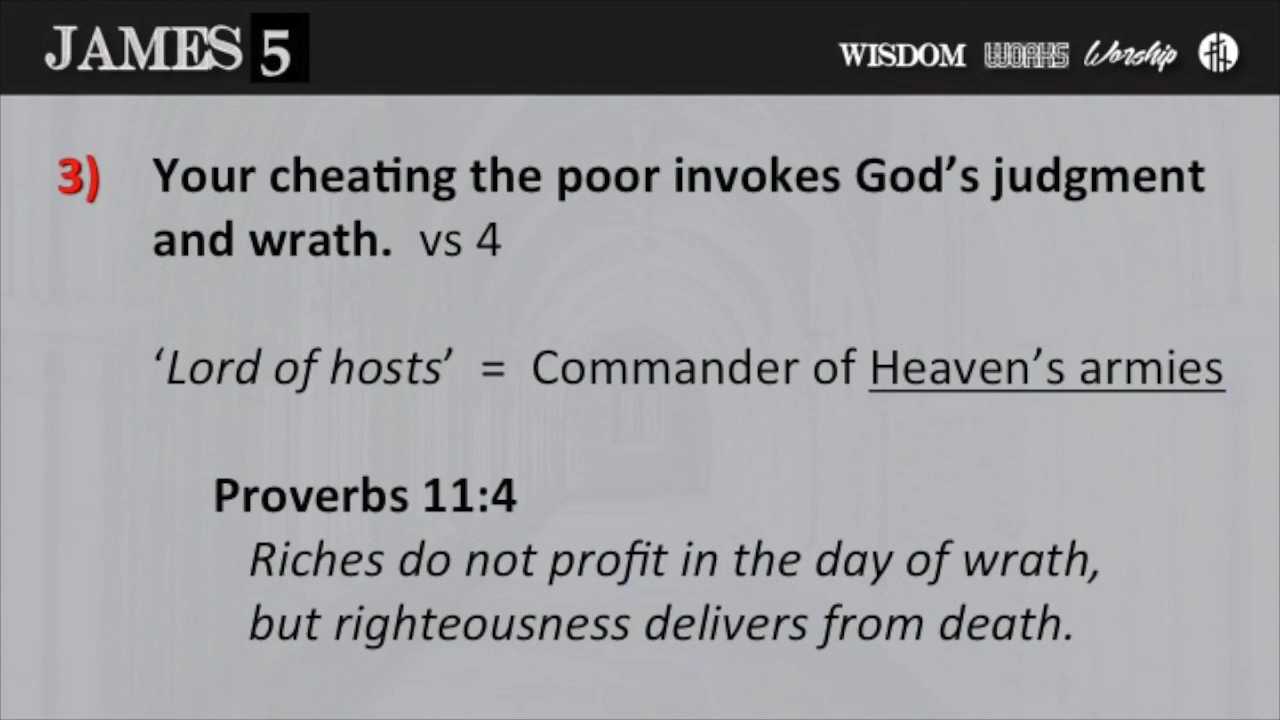 JAMES 5
WISDOM WORKS Worship
3) Your cheating the poor invokes God’s judgment
and wrath. vs 4
‘Lord of hosts’ = Commander of Heaven’s armies
Proverbs 11:4
Riches do not profit in the day of wrath,
but righteousness delivers from death.